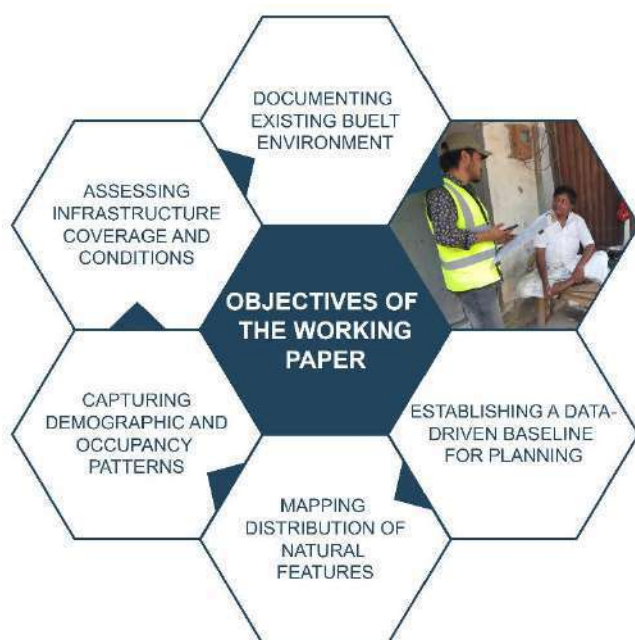 DOCUMENTING
EXISTING BUELT
ENVIRONMENT
ASSESSING
INFRASTRUCTURE
COVERAGE AND
CONDITIONS
OBJECTIVES OF
THE WORKING
PAPER
CAPTURING
DEMOGRAPHIC AND
OCCUPANCY
PATTERNS
ESTABLISHING A DATA-
DRIVEN BASELINE
FOR PLANNING
MAPPING
DISTRIBUTION OF
NATURAL
FEATURES